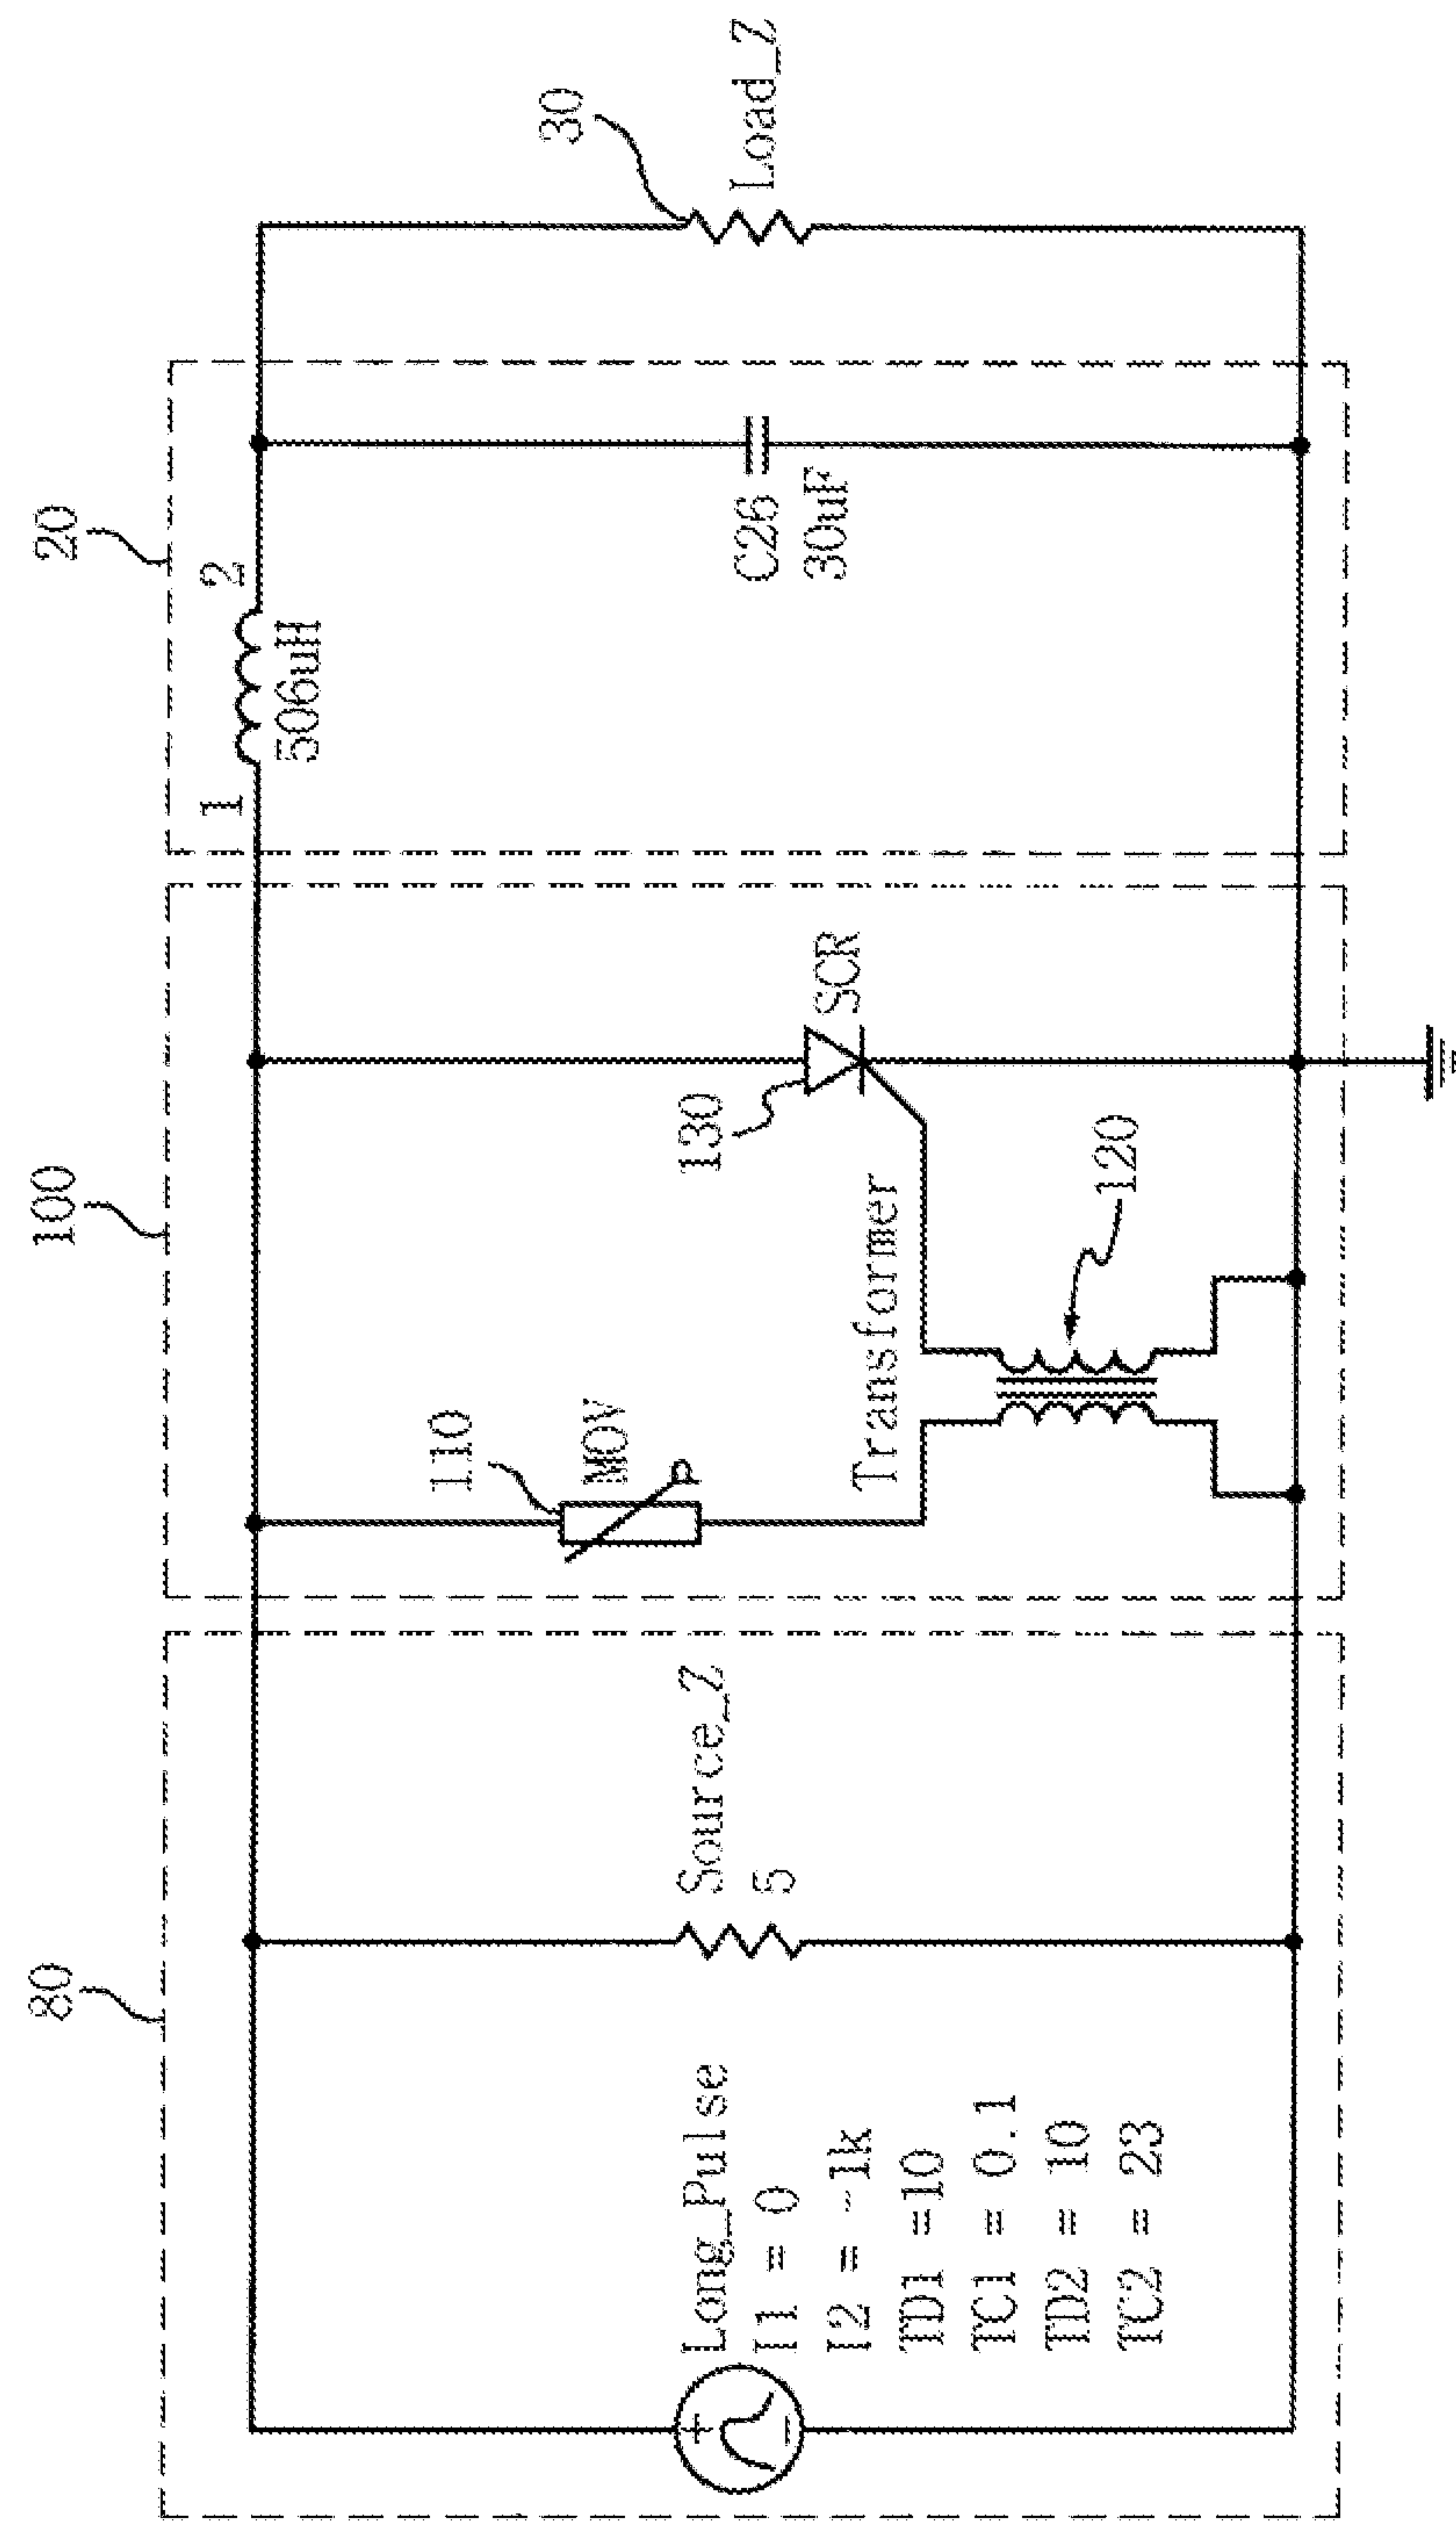 80
100
20
30
Long_Pulse
I1 = 0
I2 = -1k
TD1 =10
TC1 = 0.1
TD2 = 10
TC2 = 23
+
-
Source_Z
5
110
MOV
P
Transformer
120
130
SCR
1
2
506uH
C26
30uF
Load_Z